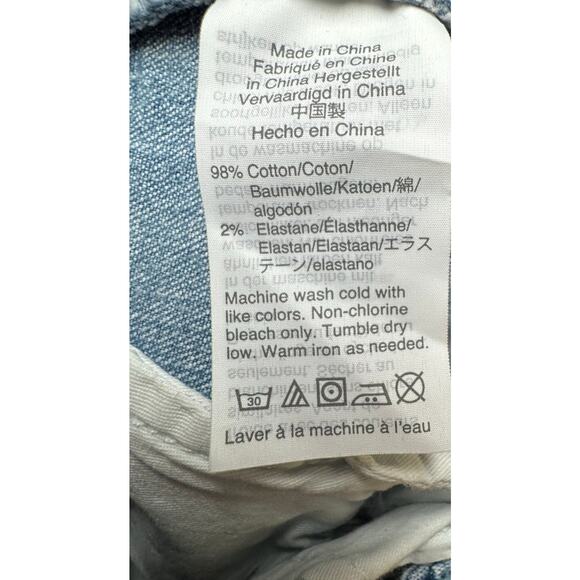 Made in China
Fabriqué en Chine
in China Hergestellt
Vervaardigd in China
中国製
Hecho en China
98% Cotton/Coton/
Baumwolle/Katoen/綿/
algodón
2% Elastane/Élasthanne/
Elastan/Elastaan/エラス
テーン/elastano
Machine wash cold with
like colors. Non-chlorine
bleach only. Tumble dry
low. Warm iron as needed.
30
Laver à la machine à l'eau